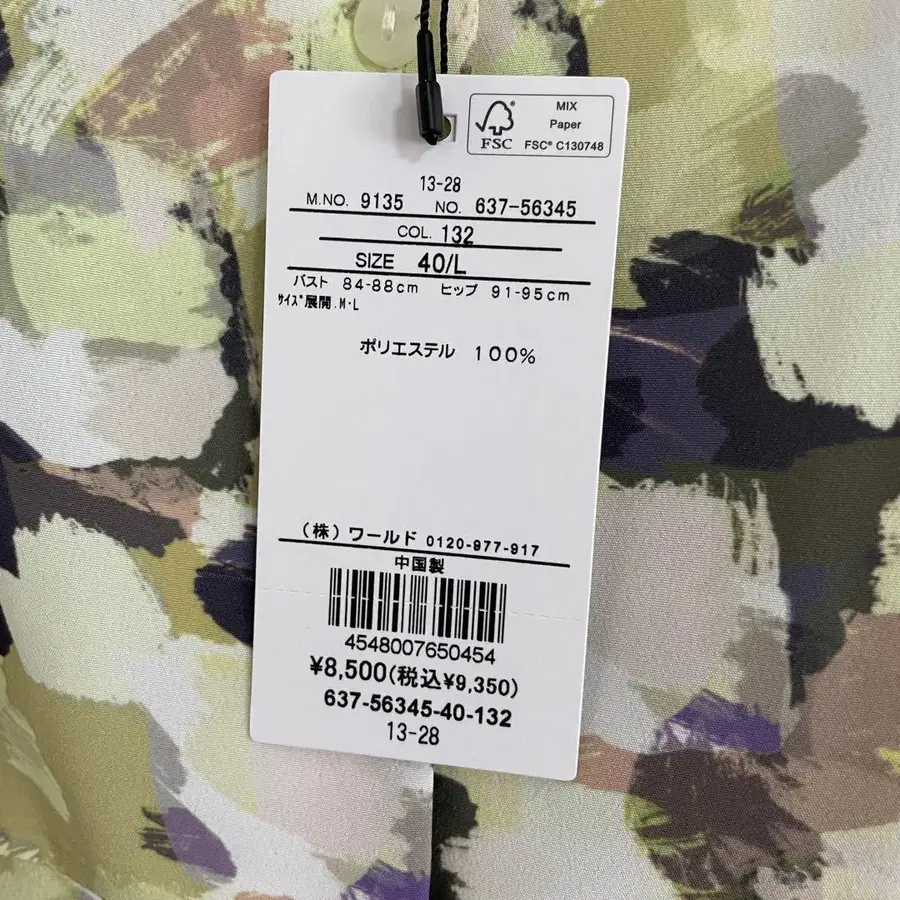 MIX
Paper
FSC
FSC® C130748
13-28
M.NO. 9135 NO. 637-56345
COL. 132
SIZE 40/L
バスト 84-88cm ヒップ 91-95cm
ｻｲｽﾞ展開.M･L
ポリエステル 100%
(株)ワールド 0120-977-917
中国製
4548007650454
¥8,500(税込¥9,350)
637-56345-40-132
13-28